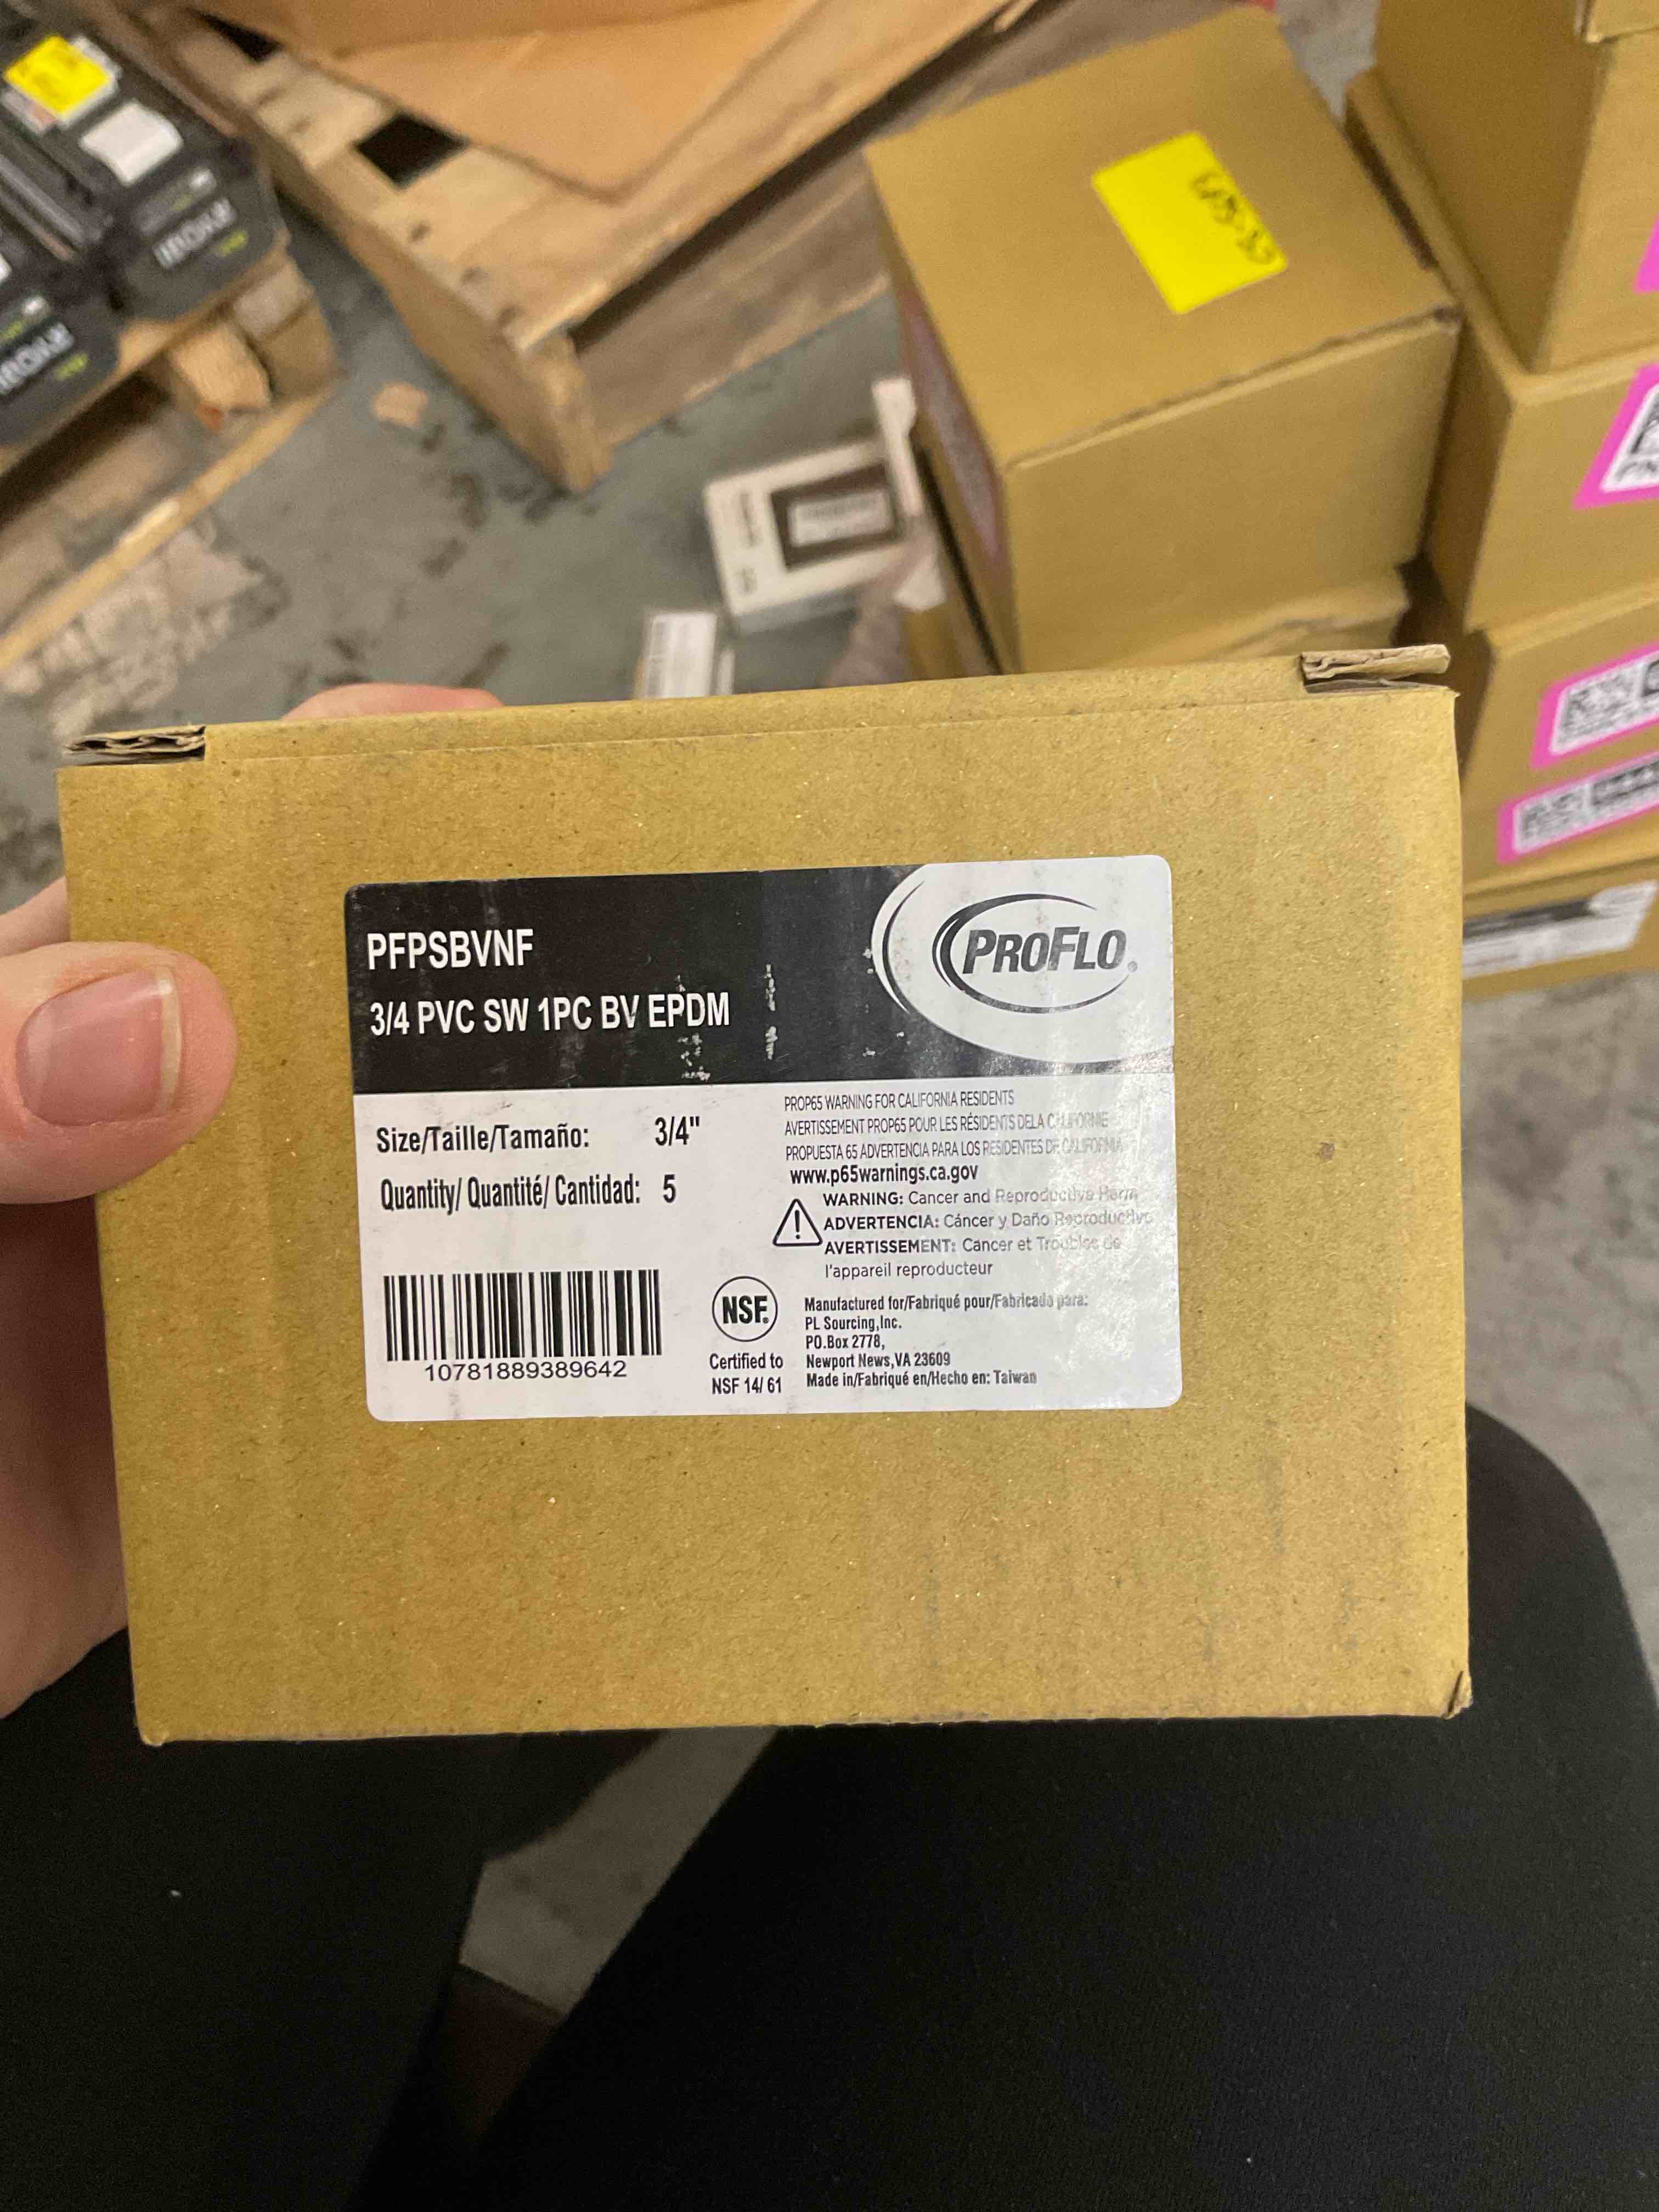 RYOBI
RYOBI
PFPSBVNF
3/4 PVC SW 1PC BV EPDM
PROFLO
Size/Taille/Tamaño: 3/4"
Quantity/ Quantité/ Cantidad: 5
10781889389642
PROP65 WARNING FOR CALIFORNIA RESIDENTS
AVERTISSEMENT PROP65 POUR LES RÉSIDENTS DELA CALIFORNIE
PROPUESTA 65 ADVERTENCIA PARA LOS RESIDENTES DE CALIFORNIA
www.p65warnings.ca.gov
! WARNING: Cancer and Reproductive Harm
ADVERTENCIA: Cáncer y Daño Reproductivo
AVERTISSEMENT: Cancer et Troubles de
l'appareil reproducteur
NSF.
Certified to
NSF 14/ 61
Manufactured for/Fabriqué pour/Fabricado para:
PL Sourcing,Inc.
PO.Box 2778,
Newport News,VA 23609
Made in/Fabriqué en/Hecho en: Taiwan